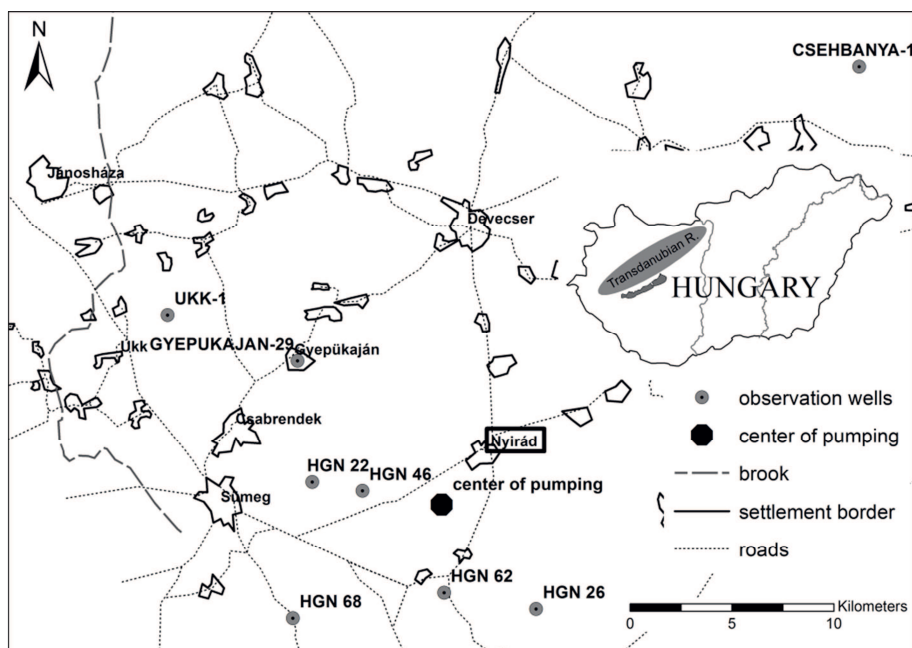 N
CSEHBANYA-1
Jánosháza
Devecser
Transdanubian R.
HUNGARY
UKK-1
Ukk
GYEPUKAJAN-29
Gyepükaján
Csabrendek
Nyirád
HGN 22
HGN 46
center of pumping
Sümeg
HGN 62
HGN 26
HGN 68
observation wells
center of pumping
brook
settlement border
roads
Kilometers
0 5 10